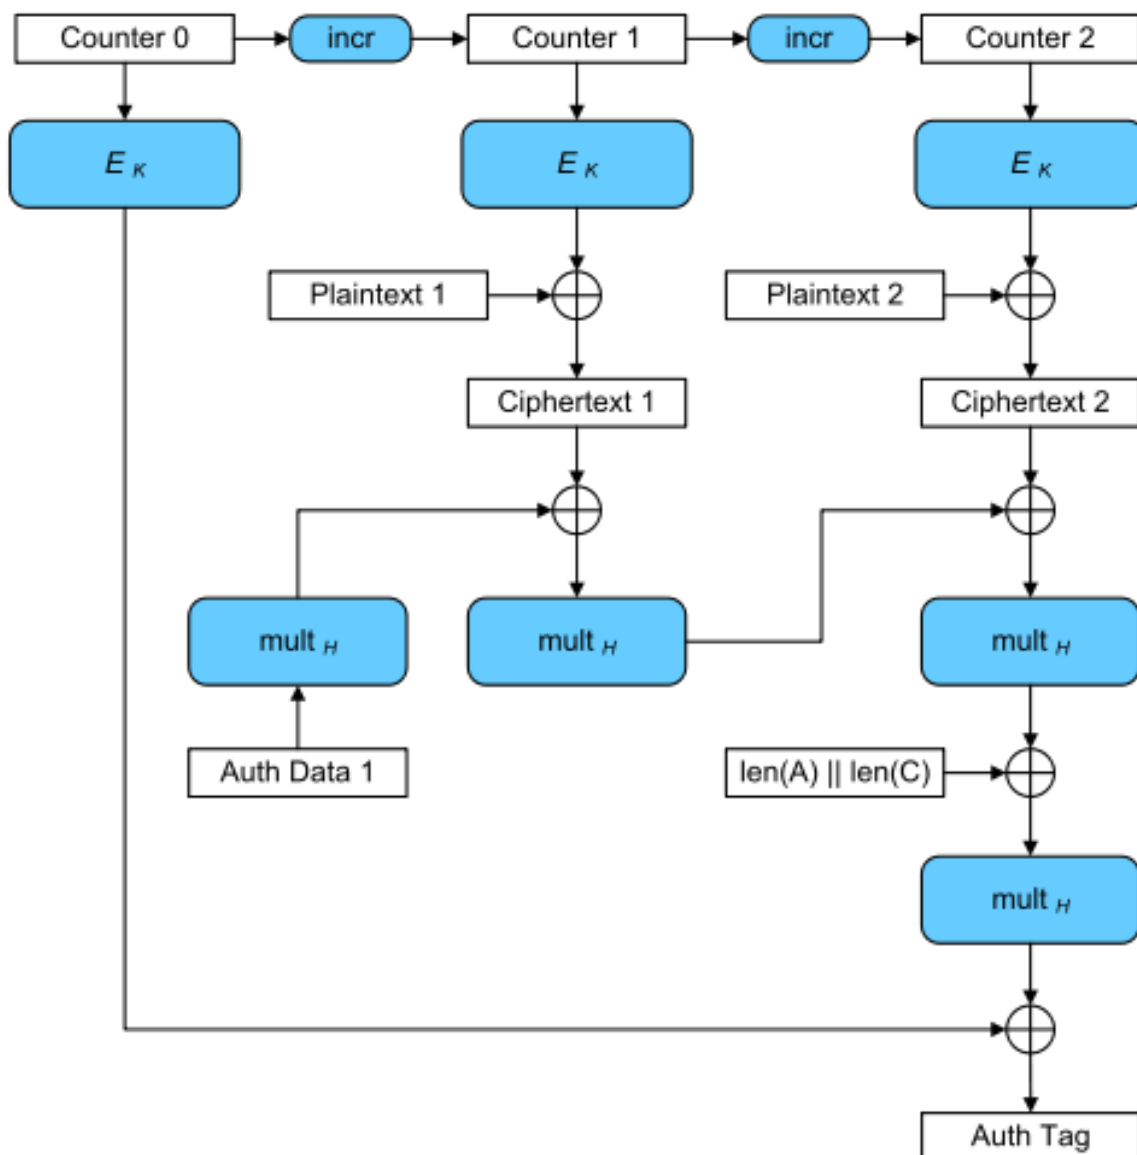 Counter 0
incr
Counter 1
incr
Counter 2
E K
E K
E K
Plaintext 1
Plaintext 2
Ciphertext 1
Ciphertext 2
mult H
mult H
mult H
Auth Data 1
len(A) || len(C)
mult H
Auth Tag